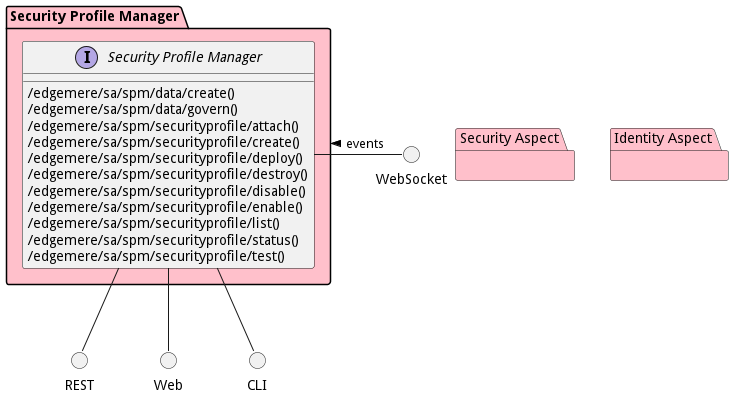 Security Profile Manager
I
Security Profile Manager
/edgemere/sa/spm/data/create()
/edgemere/sa/spm/data/govern()
/edgemere/sa/spm/securityprofile/attach()
/edgemere/sa/spm/securityprofile/create()
/edgemere/sa/spm/securityprofile/deploy()
/edgemere/sa/spm/securityprofile/destroy()
/edgemere/sa/spm/securityprofile/disable()
/edgemere/sa/spm/securityprofile/enable()
/edgemere/sa/spm/securityprofile/list()
/edgemere/sa/spm/securityprofile/status()
/edgemere/sa/spm/securityprofile/test()
events
WebSocket
Security Aspect
Identity Aspect
REST
Web
CLI